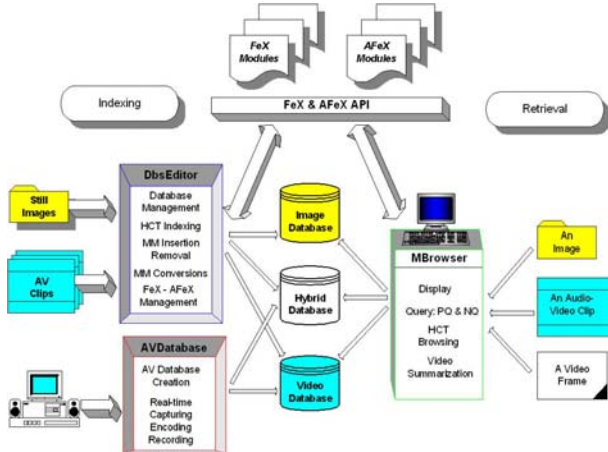 FeX
Modules
AFeX
Modules
Indexing
FeX & AFeX API
Retrieval
Still
Images
AV
Clips
DbsEditor
Database
Management
HCT Indexing
MM Insertion
Removal
MM Conversions
FeX - AFeX
Management
AVDatabase
AV Database
Creation
Real-time
Capturing
Encoding
Recording
Image
Database
Hybrid
Database
Video
Database
MBrowser
Display
Query: PQ & NQ
HCT
Browsing
Video
Summarization
An
Image
An Audio-
Video Clip
A Video
Frame